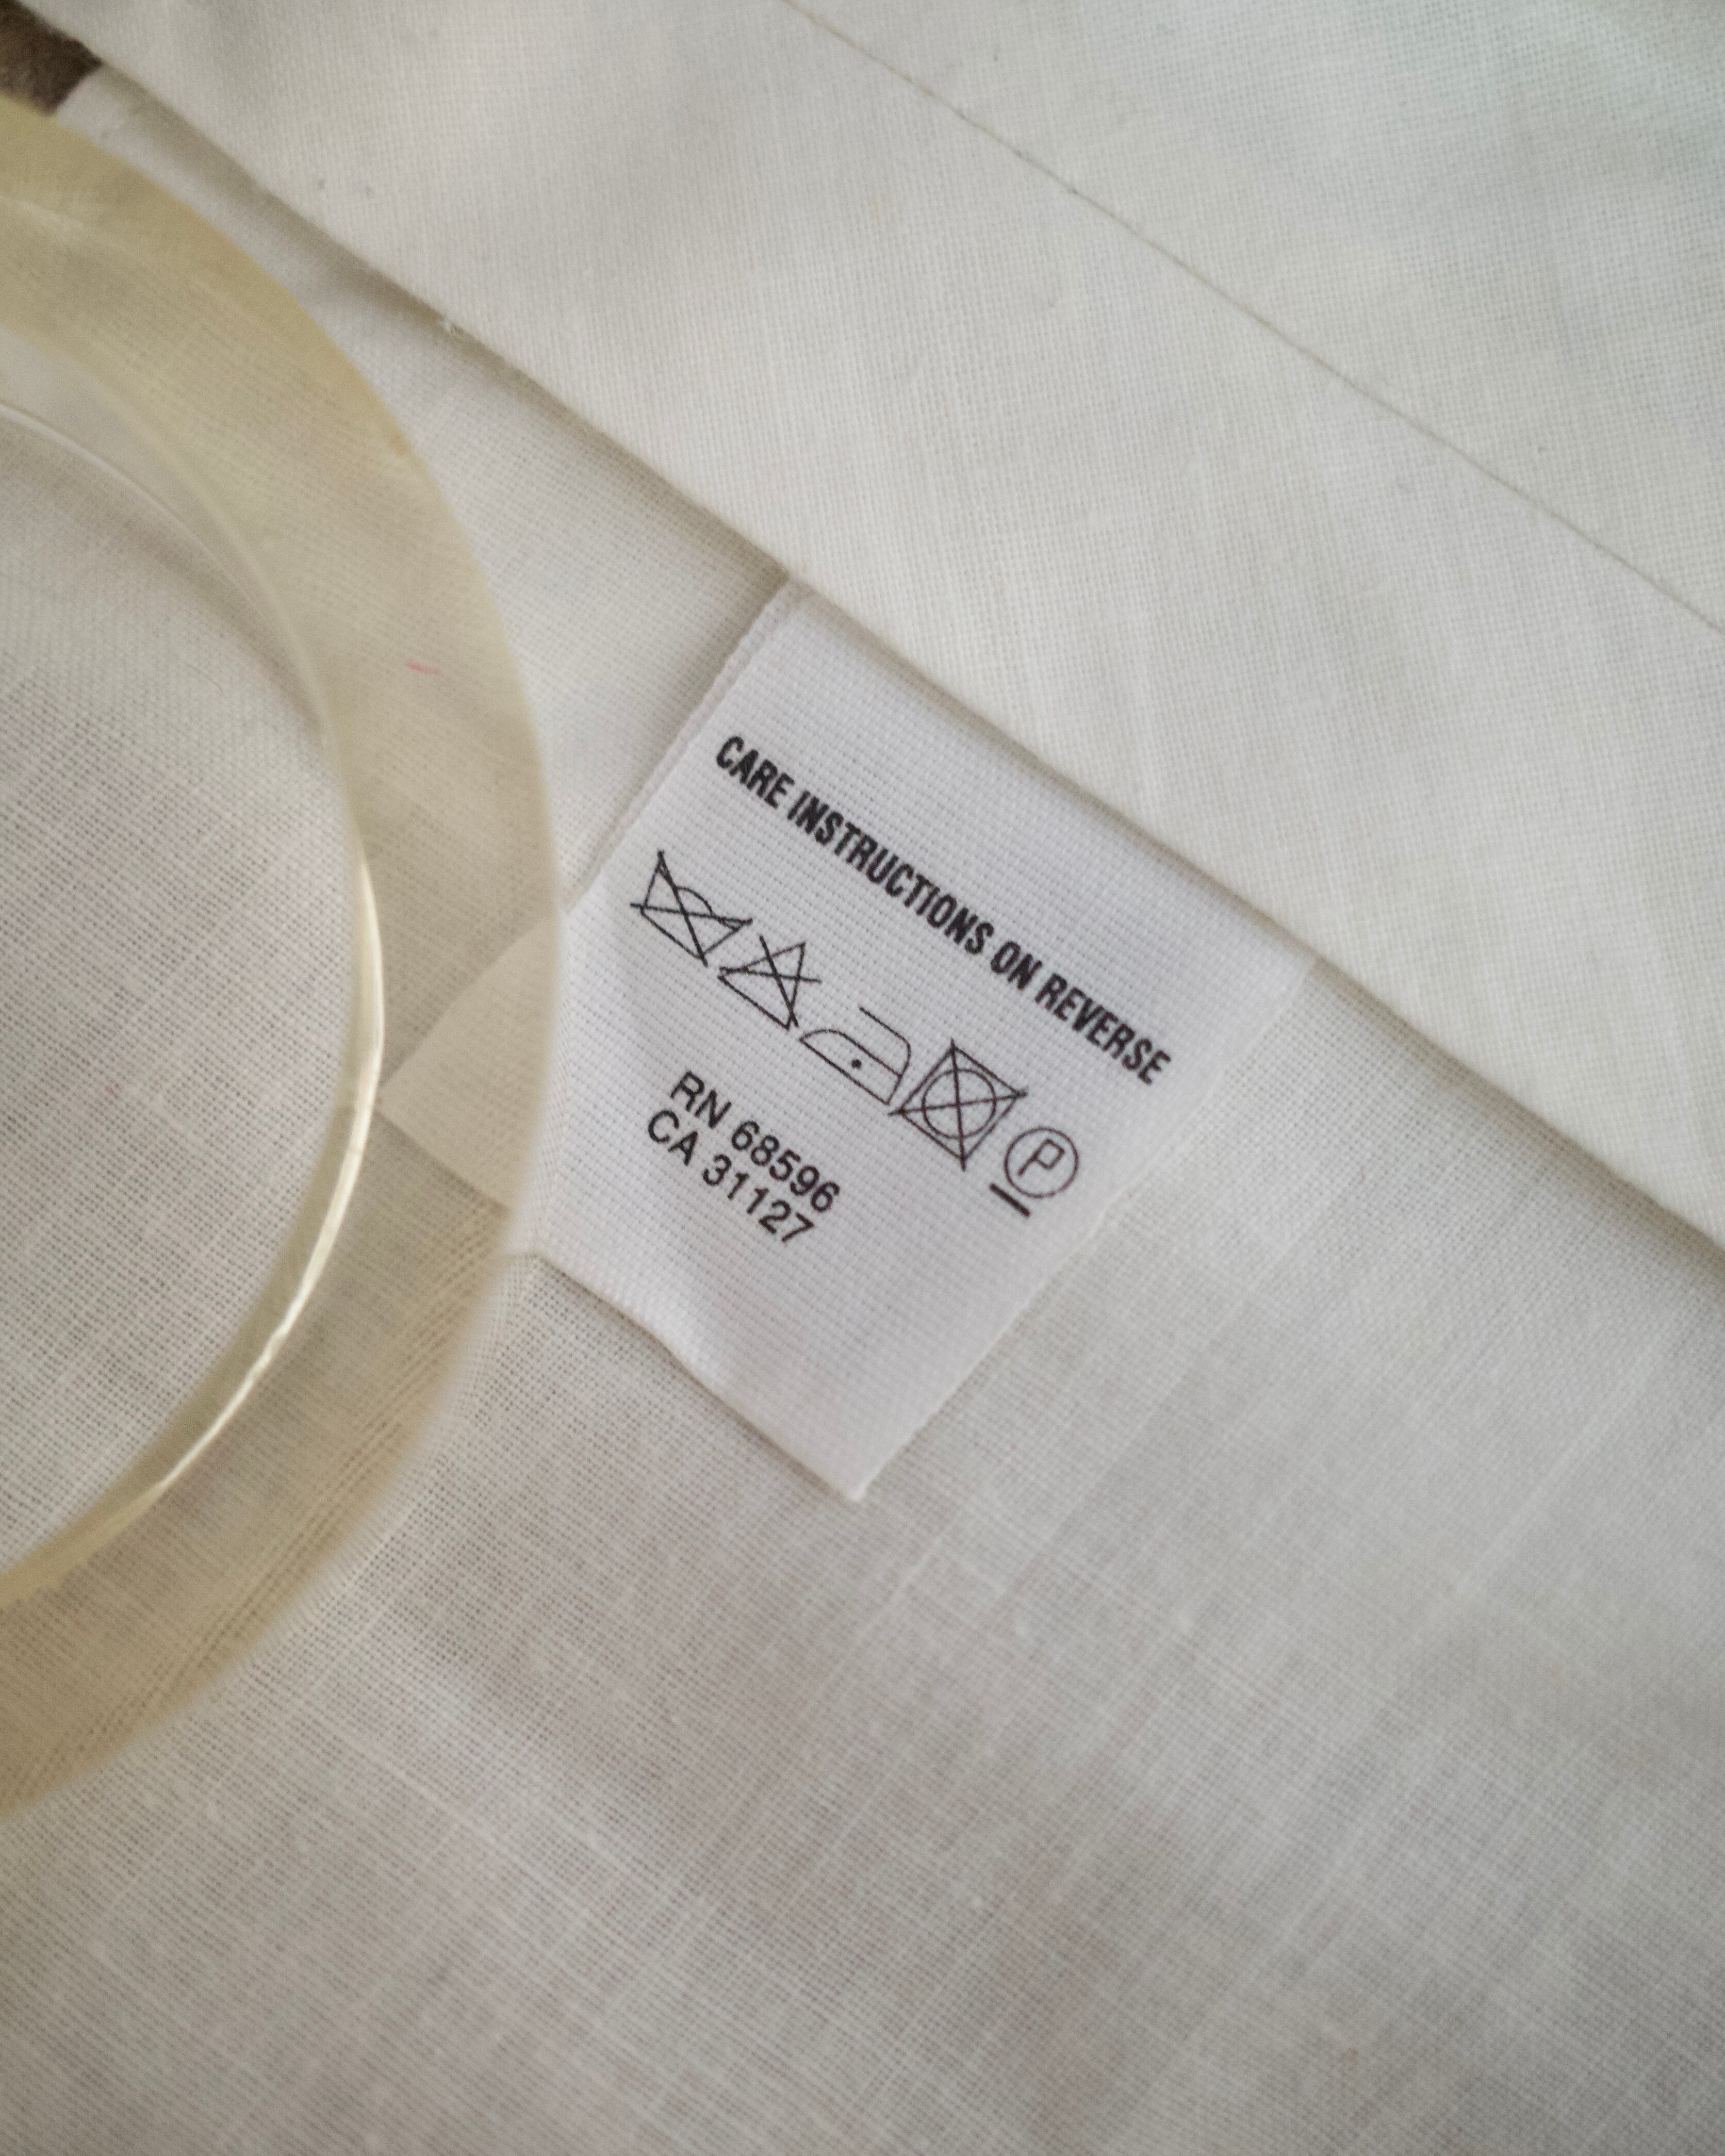 CARE INSTRUCTIONS ON REVERSE
P
RN 68596
CA 31127